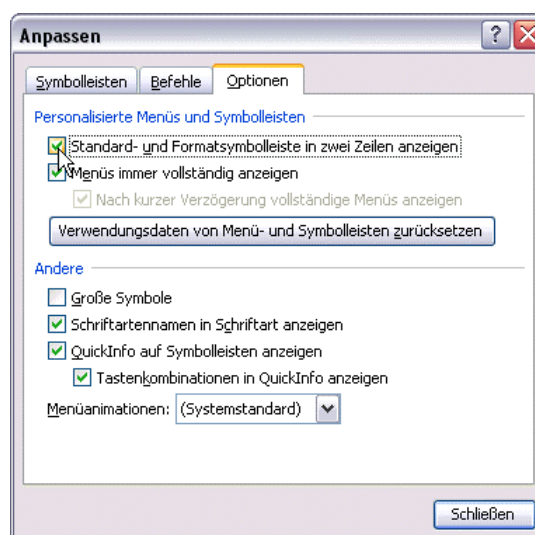 Anpassen
Symbolleisten Befehle Optionen
Personalisierte Menüs und Symbolleisten
Standard- und Formatsymbolleiste in zwei Zeilen anzeigen
Menüs immer vollständig anzeigen
Nach kurzer Verzögerung vollständige Menüs anzeigen
Verwendungsdaten von Menü- und Symbolleisten zurücksetzen
Andere
Große Symbole
Schriftartennamen in Schriftart anzeigen
QuickInfo auf Symbolleisten anzeigen
Tastenkombinationen in QuickInfo anzeigen
Menüanimationen: (Systemstandard)
Schließen